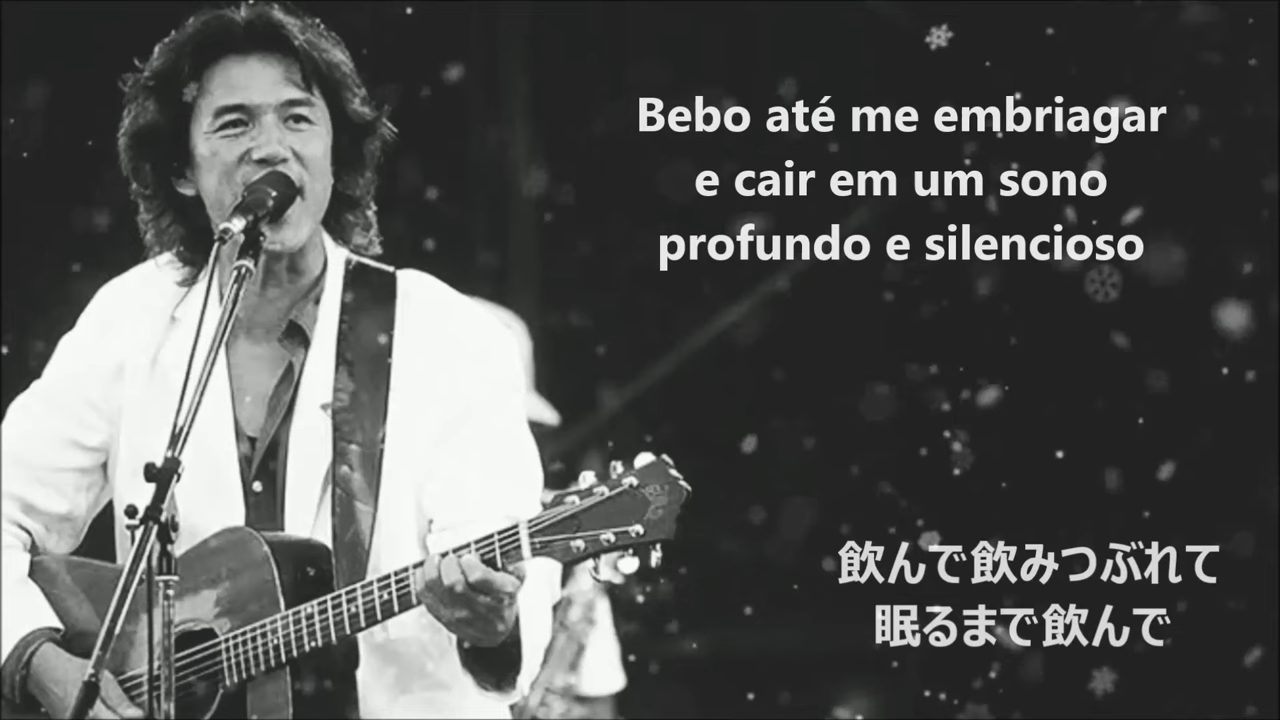 Bebo até me embriagar
e cair em um sono
profundo e silencioso
飲んで飲みつぶれて
眠るまで飲んで